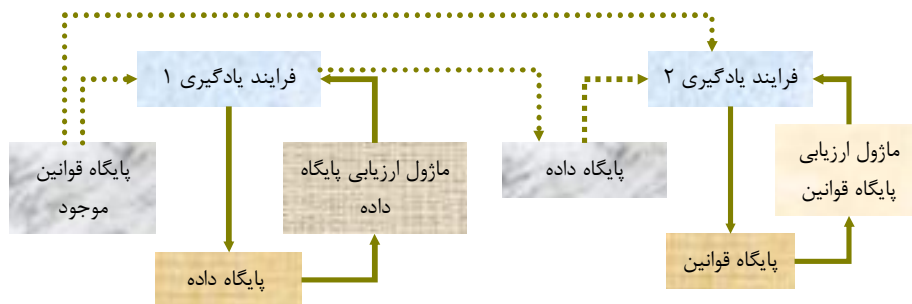 فرایند یادگیری ۱
فرایند یادگیری ۲
پایگاه قوانین
موجود
ماژول ارزیابی پایگاه
داده
پایگاه داده
ماژول ارزیابی
پایگاه قوانین
پایگاه داده
پایگاه قوانین